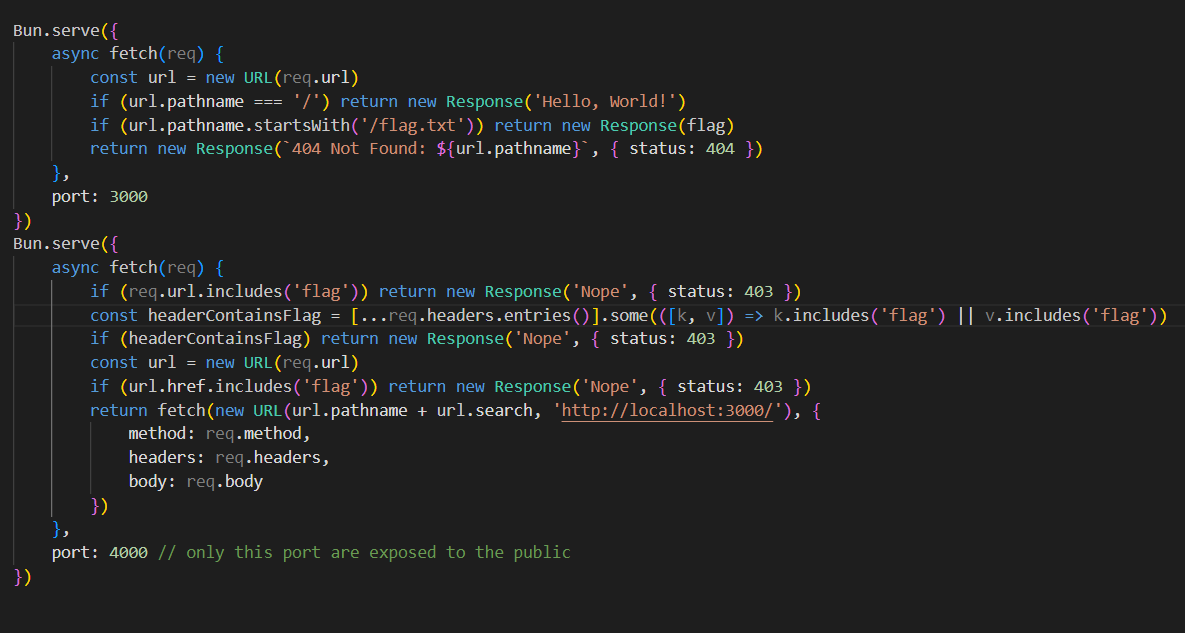 Bun.serve({
    async fetch(req) {
        const url = new URL(req.url)
        if (url.pathname === '/') return new Response('Hello, World!')
        if (url.pathname.startsWith('/flag.txt')) return new Response(flag)
        return new Response(`404 Not Found: ${url.pathname}`, { status: 404 })
    },
    port: 3000
})
Bun.serve({
    async fetch(req) {
        if (req.url.includes('flag')) return new Response('Nope', { status: 403 })
        const headerContainsFlag = [...req.headers.entries()].some(([k, v]) => k.includes('flag') || v.includes('flag'))
        if (headerContainsFlag) return new Response('Nope', { status: 403 })
        const url = new URL(req.url)
        if (url.href.includes('flag')) return new Response('Nope', { status: 403 })
        return fetch(new URL(url.pathname + url.search, 'http://localhost:3000/'), {
            method: req.method,
            headers: req.headers,
            body: req.body
        })
    },
    port: 4000 // only this port are exposed to the public
})